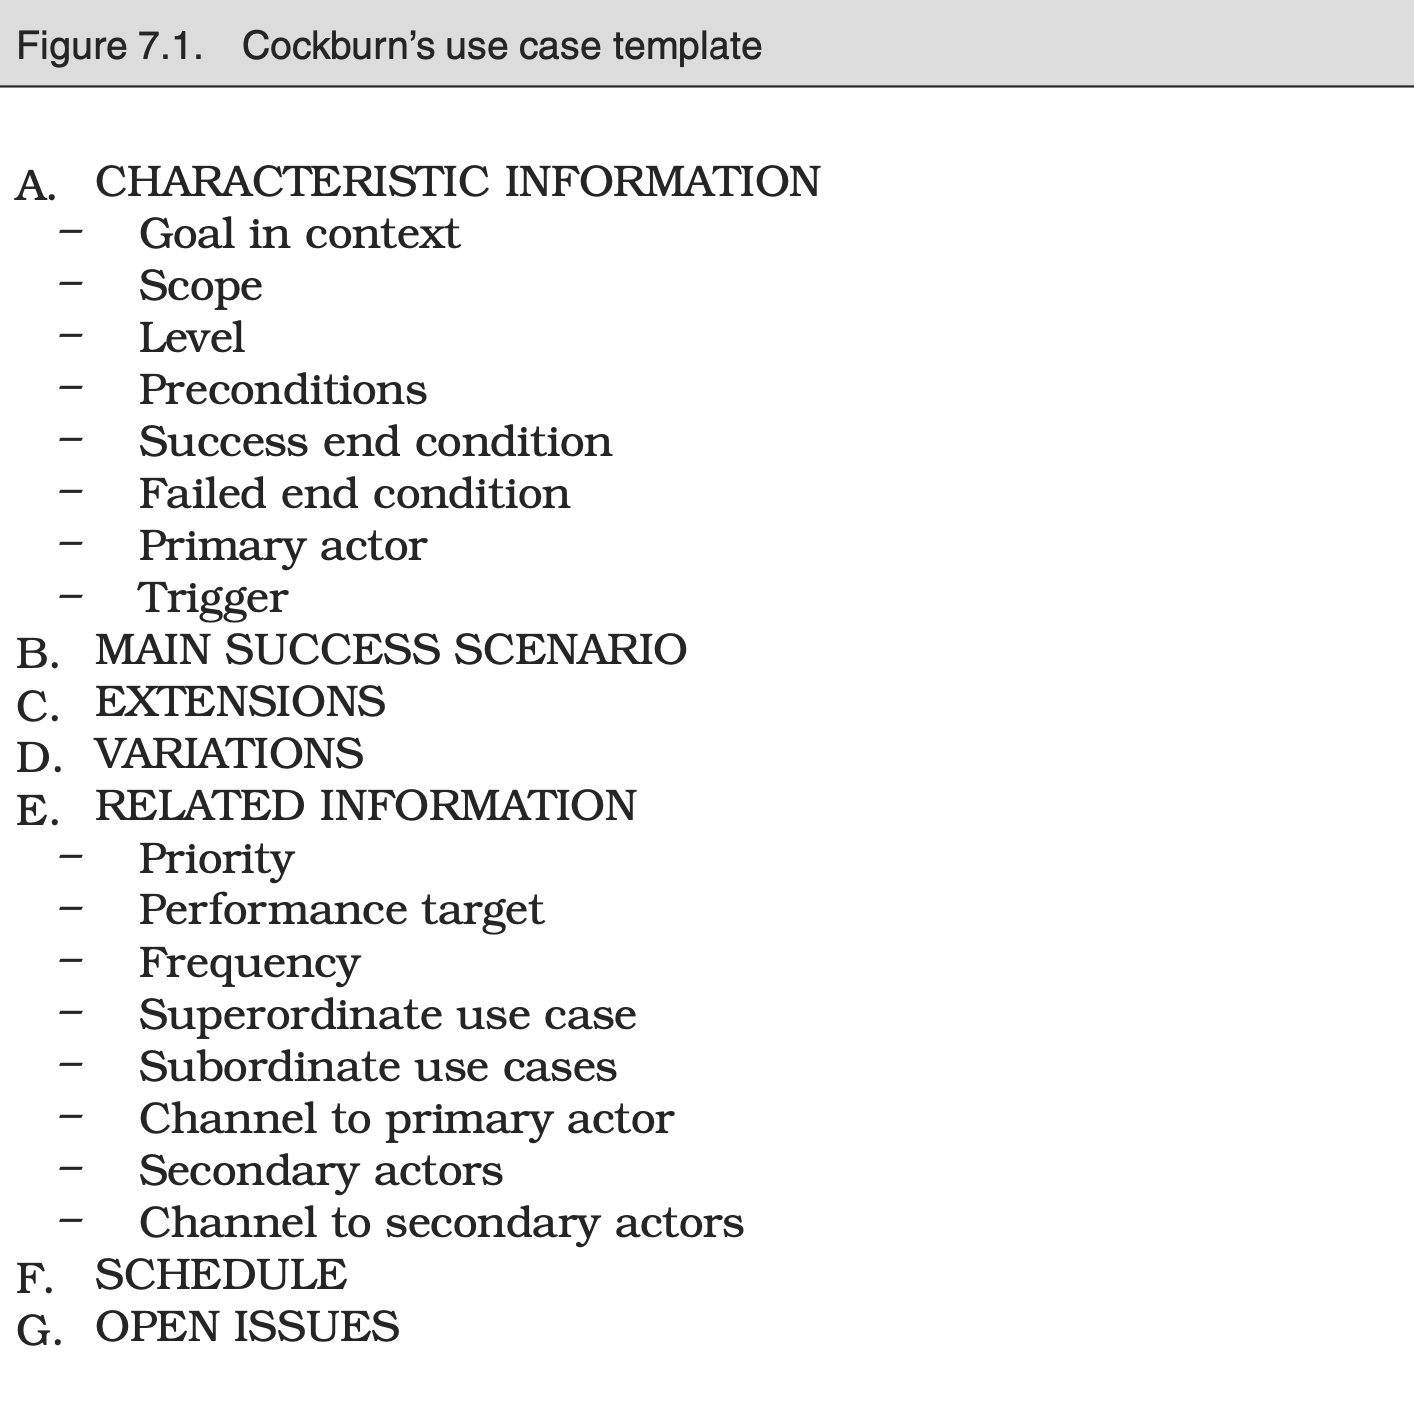 Figure 7.1. Cockburn’s use case template
A. CHARACTERISTIC INFORMATION
– Goal in context
– Scope
– Level
– Preconditions
– Success end condition
– Failed end condition
– Primary actor
– Trigger
B. MAIN SUCCESS SCENARIO
C. EXTENSIONS
D. VARIATIONS
E. RELATED INFORMATION
– Priority
– Performance target
– Frequency
– Superordinate use case
– Subordinate use cases
– Channel to primary actor
– Secondary actors
– Channel to secondary actors
F. SCHEDULE
G. OPEN ISSUES